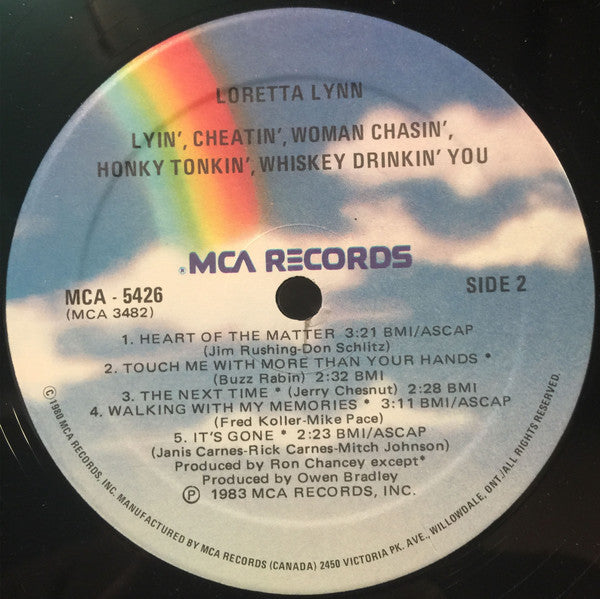 LORETTA LYNN
LYIN', CHEATIN', WOMAN CHASIN',
HONKY TONKIN', WHISKEY DRINKIN' YOU
®MCA RECORDS
MCA - 5426
(MCA 3482)
SIDE 2
1. HEART OF THE MATTER 3:21 BMI/ASCAP
(Jim Rushing-Don Schlitz)
2. TOUCH ME WITH MORE THAN YOUR HANDS *
(Buzz Rabin) 2:32 BMI
3. THE NEXT TIME * (Jerry Chesnut) 2:28 BMI
4. WALKING WITH MY MEMORIES * 3:11 BMI/ASCAP
(Fred Koller-Mike Pace)
5. IT'S GONE * 2:23 BMI/ASCAP
(Janis Carnes-Rick Carnes-Mitch Johnson)
Produced by Ron Chancey except*
Produced by Owen Bradley
℗ 1983 MCA RECORDS, INC.
© 1980 MCA RECORDS, INC. MANUFACTURED BY MCA RECORDS (CANADA) 2450 VICTORIA PK. AVE., WILLOWDALE, ONT./ALL RIGHTS RESERVED.